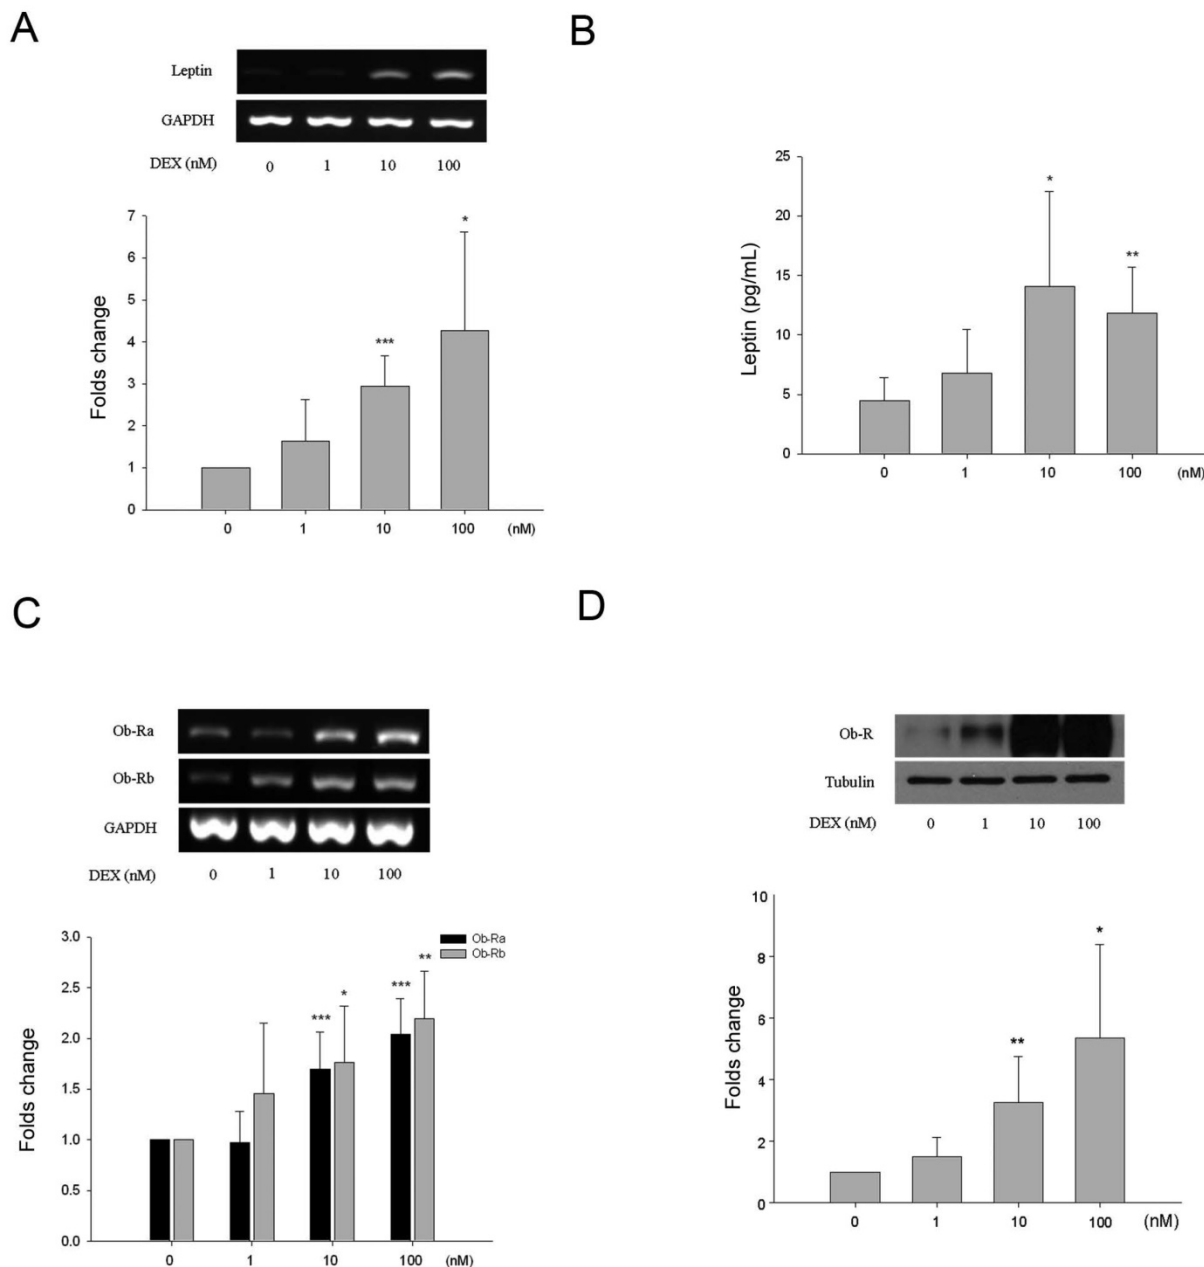 A
Leptin
GAPDH
DEX (nM) 0 1 10 100
Folds change
7
6
5
4
3
2
1
0
*
***
0 1 10 100 (nM)
B
Leptin (pg/mL)
25
20
15
10
5
0
*
**
0 1 10 100 (nM)
C
Ob-Ra
Ob-Rb
GAPDH
DEX (nM) 0 1 10 100
Folds change
3.0
2.5
2.0
1.5
1.0
0.5
0.0
Ob-Ra
Ob-Rb
*** *
*** **
0 1 10 100 (nM)
D
Ob-R
Tubulin
DEX (nM) 0 1 10 100
Folds change
10
8
6
4
2
0
**
*
0 1 10 100 (nM)